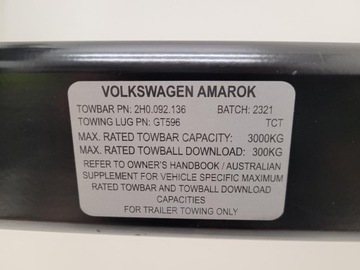 VOLKSWAGEN AMAROK
TOWBAR PN: 2H0.092.136 BATCH: 2321
TOWING LUG PN: GT596 TCT
MAX. RATED TOWBAR CAPACITY: 3000KG
MAX. RATED TOWBALL DOWNLOAD: 300KG
REFER TO OWNER'S HANDBOOK / AUSTRALIAN
SUPPLEMENT FOR VEHICLE SPECIFIC MAXIMUM
RATED TOWBAR AND TOWBALL DOWNLOAD
CAPACITIES
FOR TRAILER TOWING ONLY